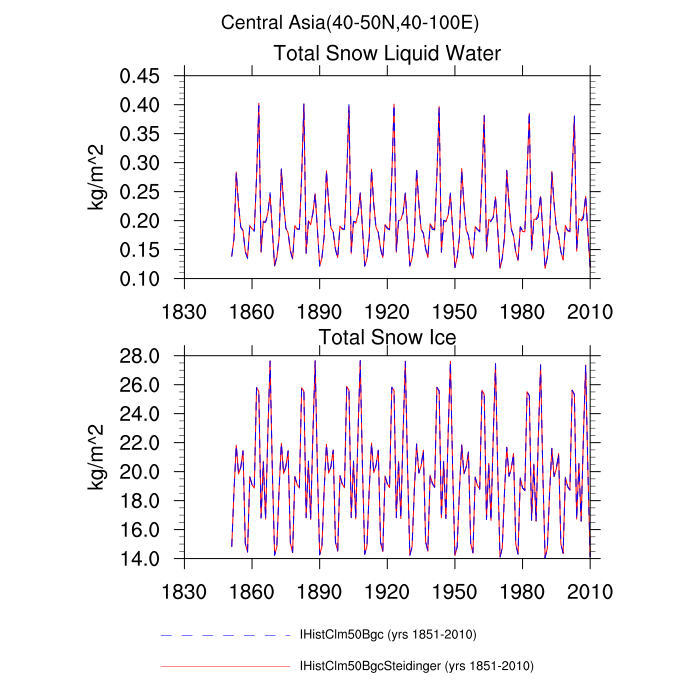 Central Asia(40-50N,40-100E)
Total Snow Liquid Water
0.45
0.40
0.35
0.30
0.25
0.20
0.15
0.10
kg/m^2
1830 1860 1890 1920 1950 1980 2010
Total Snow Ice
28.0
26.0
24.0
22.0
20.0
18.0
16.0
14.0
kg/m^2
1830 1860 1890 1920 1950 1980 2010
IHistClm50Bgc (yrs 1851-2010)
IHistClm50BgcSteidinger (yrs 1851-2010)